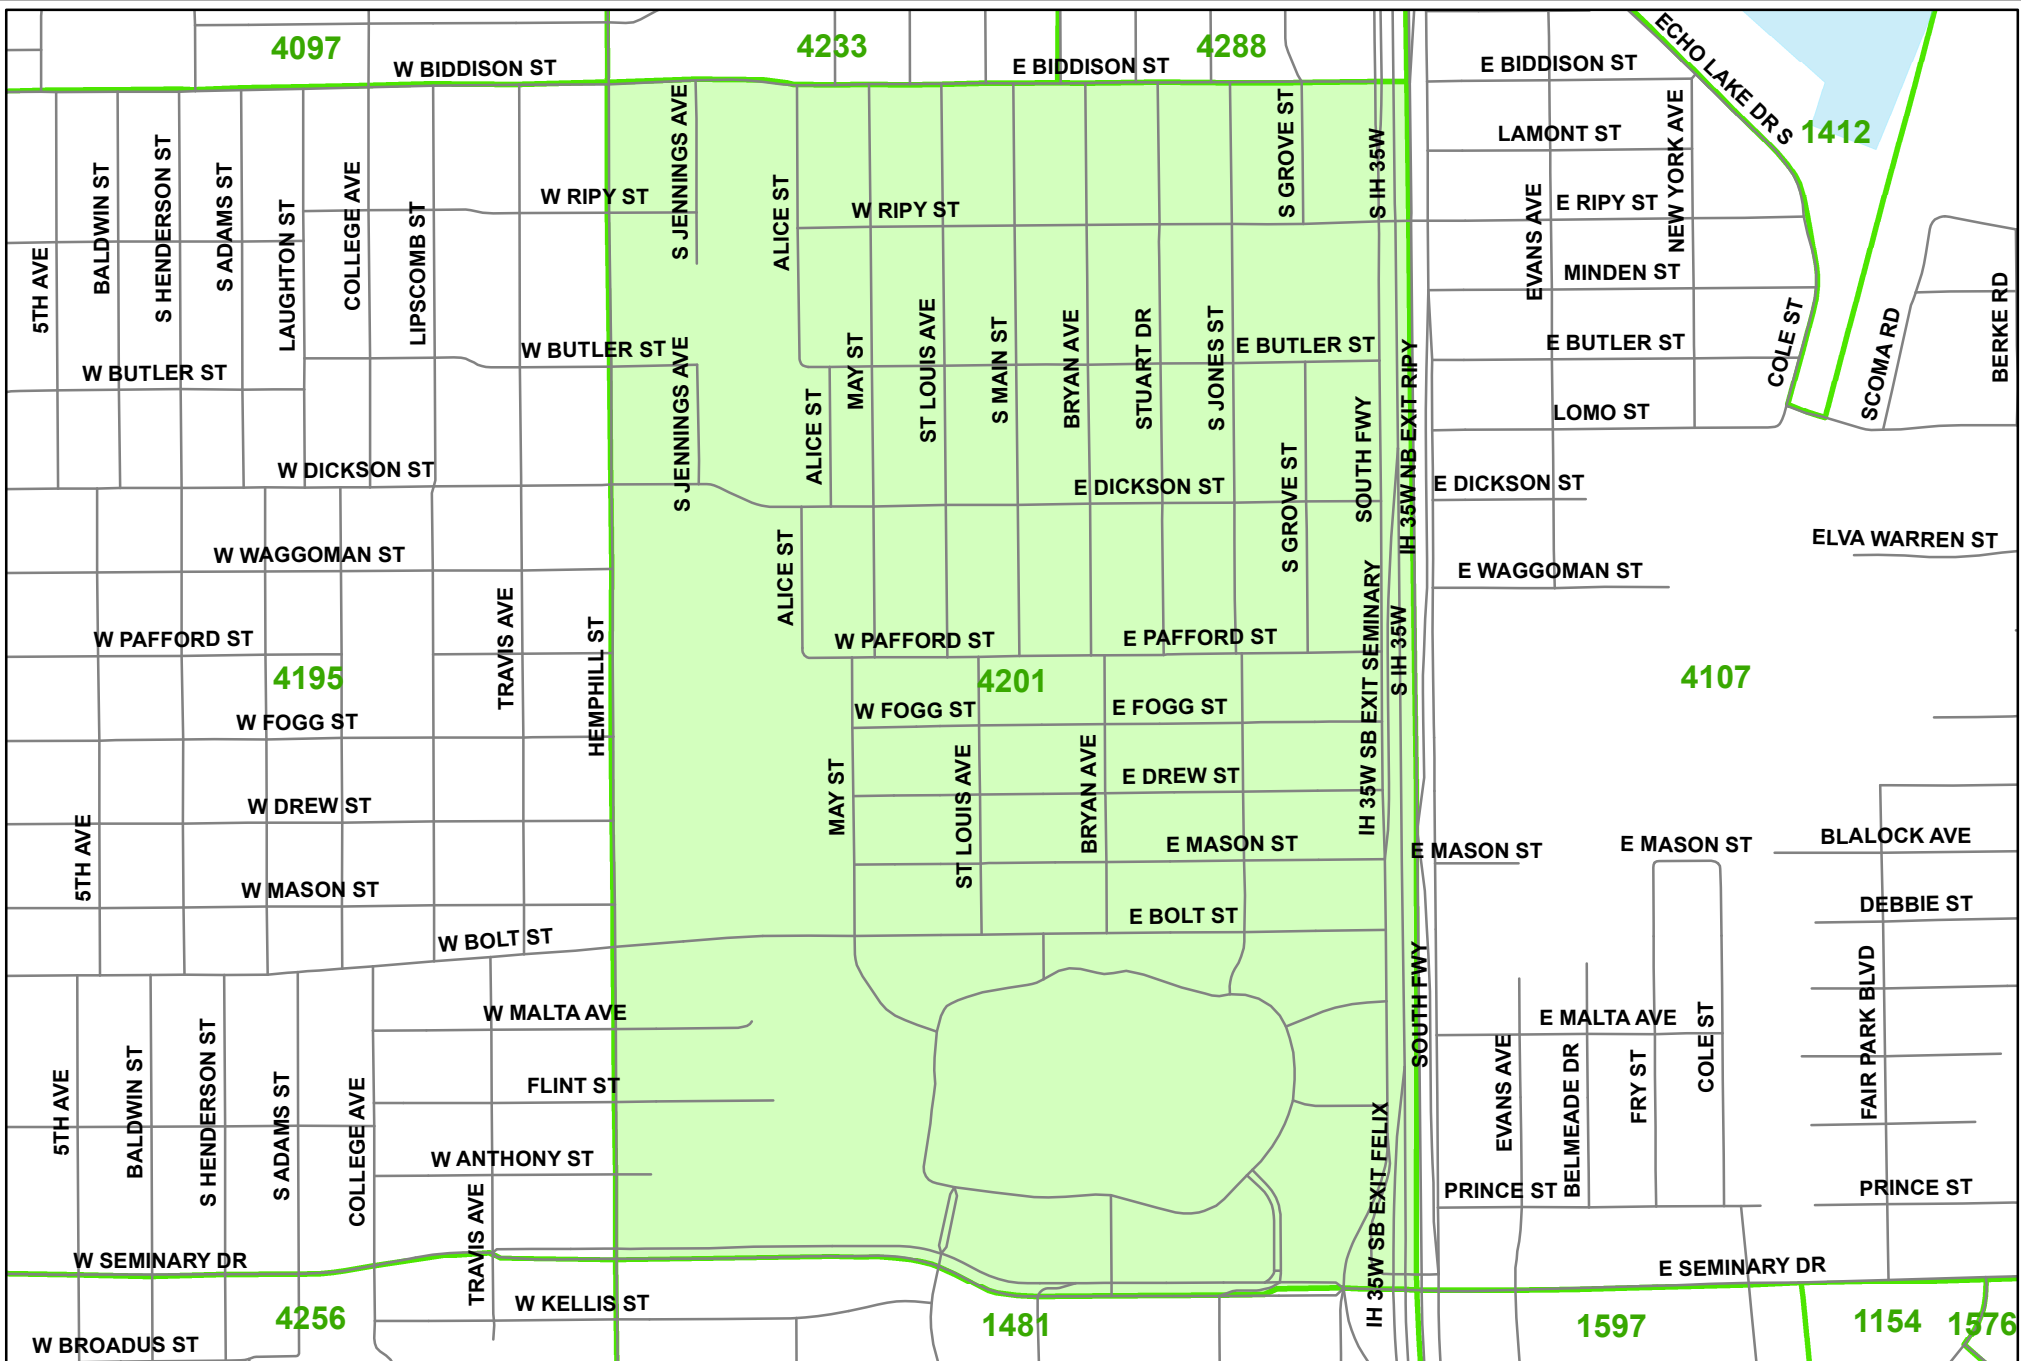 4097
4233
4288
ECHO LAKE DR S
W BIDDISON ST
E BIDDISON ST
E BIDDISON ST
1412
LAMONT ST
NEW YORK AVE
S JENNINGS AVE
S GROVE ST
S IH 35W
BALDWIN ST
S HENDERSON ST
S ADAMS ST
LAUGHTON ST
COLLEGE AVE
LIPSCOMB ST
5TH AVE
W RIPY ST
ALICE ST
W RIPY ST
EVANS AVE
E RIPY ST
MINDEN ST
BERKE RD
COLE ST
SCOMA RD
W BUTLER ST
W BUTLER ST
S JENNINGS AVE
ALICE ST
MAY ST
ST LOUIS AVE
S MAIN ST
BRYAN AVE
STUART DR
S JONES ST
E BUTLER ST
E BUTLER ST
IH 35W NB EXIT RIPY
SOUTH FWY
LOMO ST
W DICKSON ST
E DICKSON ST
E DICKSON ST
S GROVE ST
W WAGGOMAN ST
ALICE ST
ELVA WARREN ST
E WAGGOMAN ST
TRAVIS AVE
HEMPHILL ST
W PAFFORD ST
W PAFFORD ST
E PAFFORD ST
IH 35W SB EXIT SEMINARY
S IH 35W
4195
4201
4107
W FOGG ST
W FOGG ST
E FOGG ST
MAY ST
ST LOUIS AVE
BRYAN AVE
E DREW ST
W DREW ST
5TH AVE
E MASON ST
E MASON ST
E MASON ST
BLALOCK AVE
W MASON ST
DEBBIE ST
W BOLT ST
E BOLT ST
SOUTH FWY
FAIR PARK BLVD
W MALTA AVE
E MALTA AVE
5TH AVE
BALDWIN ST
S HENDERSON ST
S ADAMS ST
COLLEGE AVE
FLINT ST
EVANS AVE
BELMEADE DR
FRY ST
COLE ST
W ANTHONY ST
TRAVIS AVE
IH 35W SB EXIT FELIX
PRINCE ST
PRINCE ST
W SEMINARY DR
E SEMINARY DR
W KELLIS ST
4256
1481
1597
1154
1576
W BROADUS ST